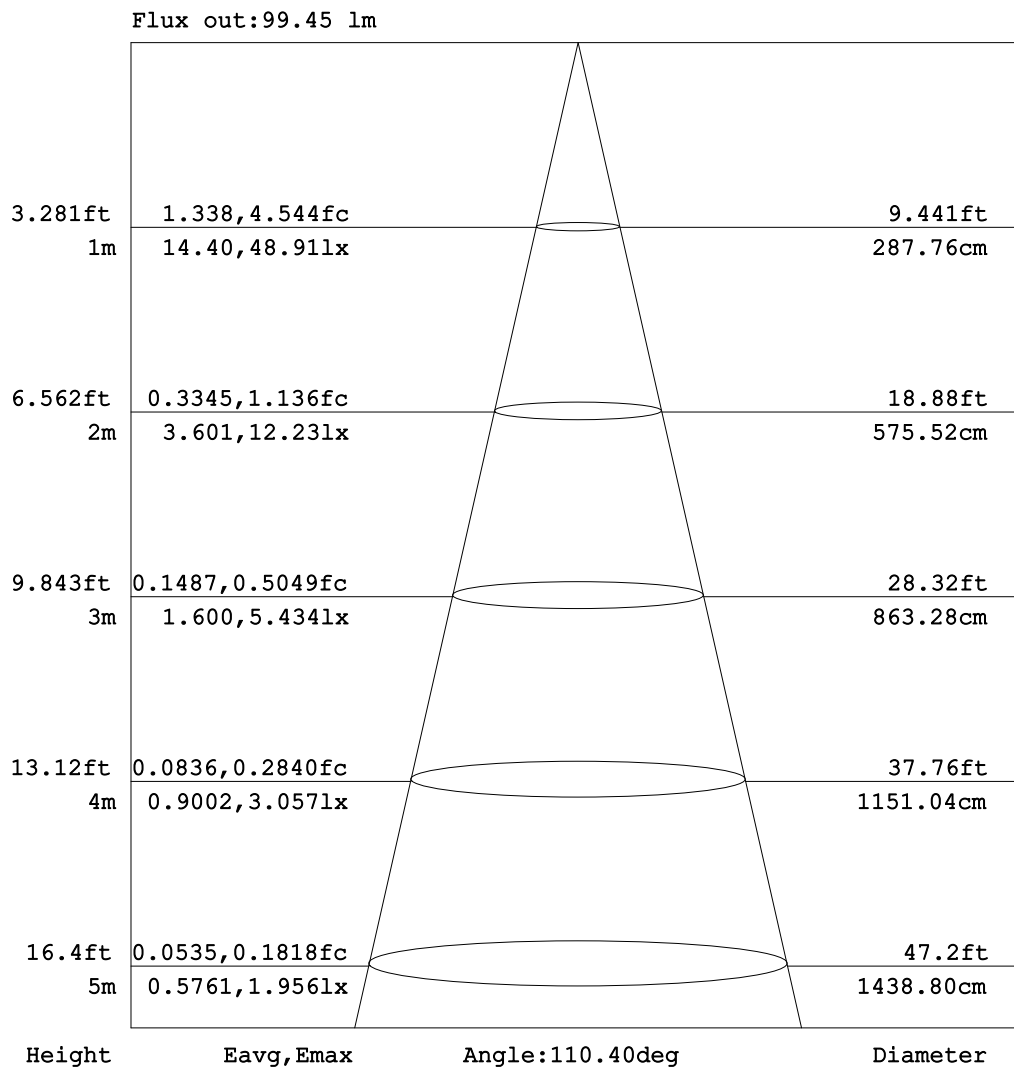 Flux out:99.45 lm
3.281ft 1.338,4.544fc 9.441ft
1m 14.40,48.91lx 287.76cm
6.562ft 0.3345,1.136fc 18.88ft
2m 3.601,12.23lx 575.52cm
9.843ft 0.1487,0.5049fc 28.32ft
3m 1.600,5.434lx 863.28cm
13.12ft 0.0836,0.2840fc 37.76ft
4m 0.9002,3.057lx 1151.04cm
16.4ft 0.0535,0.1818fc 47.2ft
5m 0.5761,1.956lx 1438.80cm
Height Eavg,Emax Angle:110.40deg Diameter